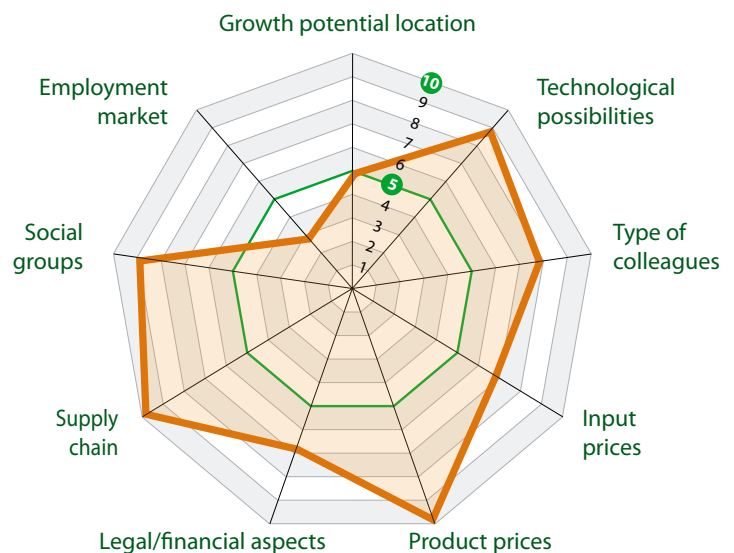 Growth potential location
Employment
market
Technological
possibilities
10
9
8
7
6
5
4
3
2
1
Social
groups
Type of
colleagues
Supply
chain
Input
prices
Legal/financial aspects
Product prices